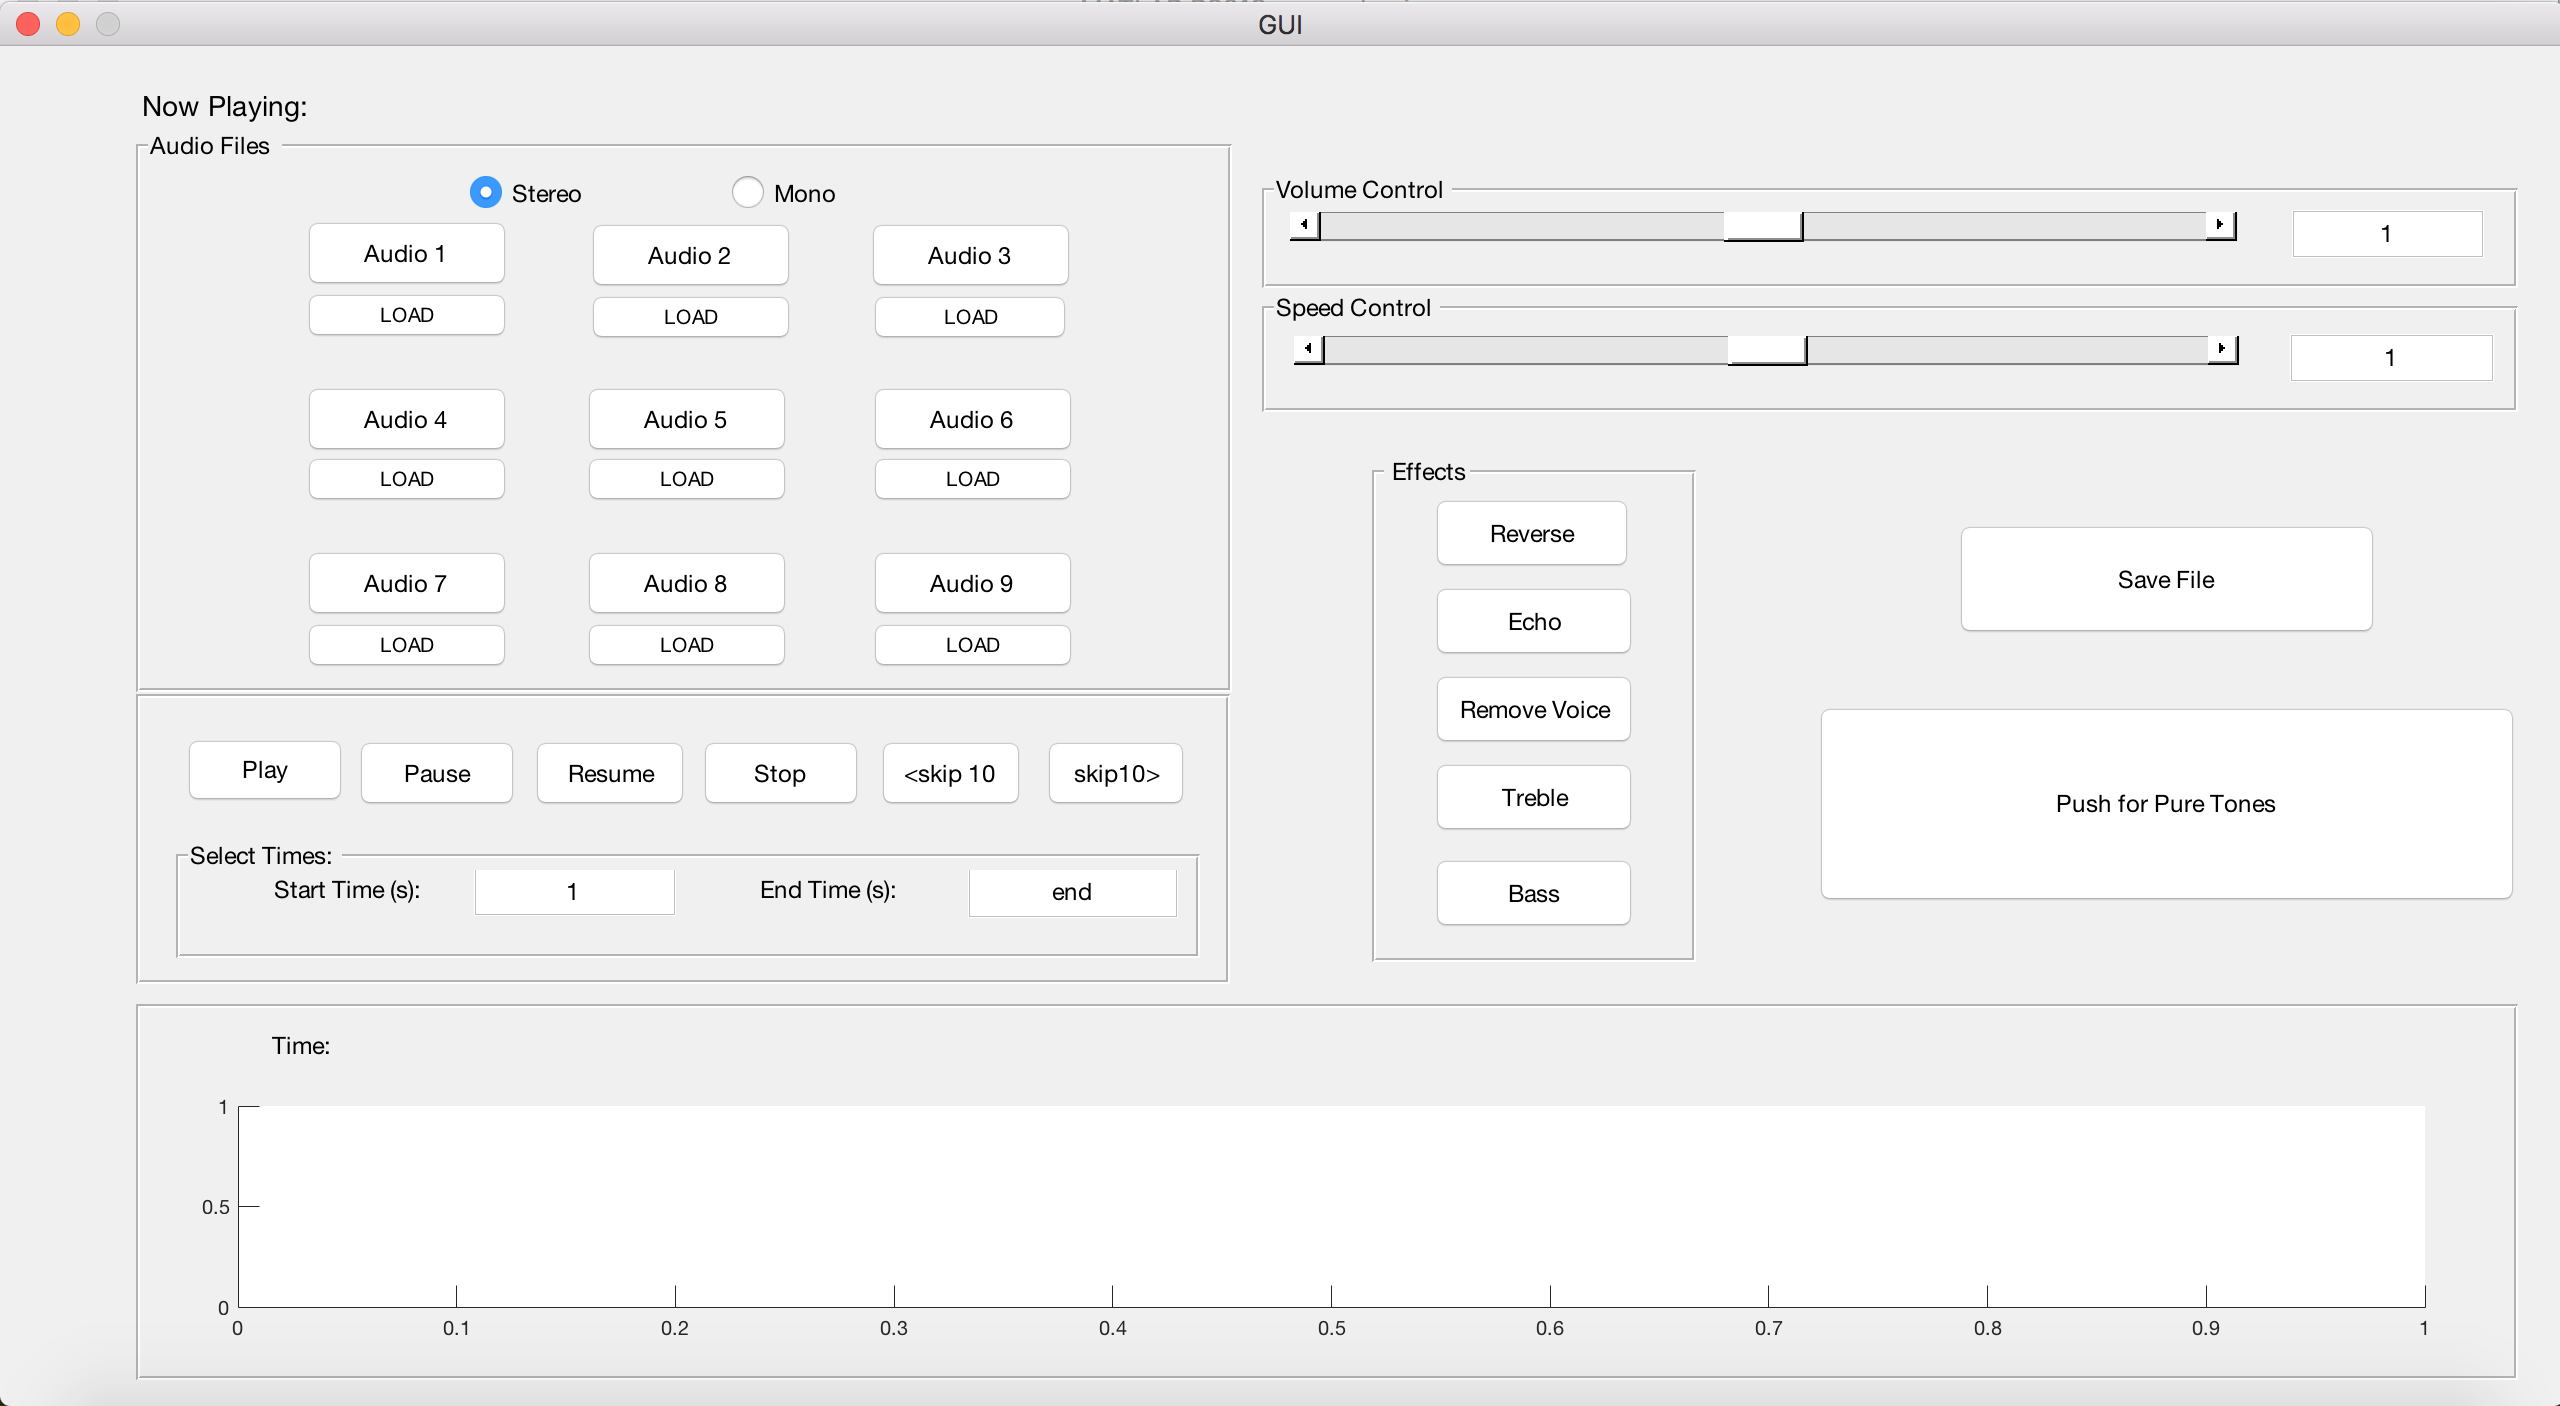 GUI
Now Playing:
Audio Files
Stereo Mono
Audio 1 Audio 2 Audio 3
LOAD LOAD LOAD
Audio 4 Audio 5 Audio 6
LOAD LOAD LOAD
Audio 7 Audio 8 Audio 9
LOAD LOAD LOAD
Play Pause Resume Stop <skip 10 skip10>
Select Times:
Start Time (s): 1 End Time (s): end
Volume Control
1
Speed Control
1
Effects
Reverse
Echo
Remove Voice
Treble
Bass
Save File
Push for Pure Tones
Time:
1
0.5
0
0 0.1 0.2 0.3 0.4 0.5 0.6 0.7 0.8 0.9 1